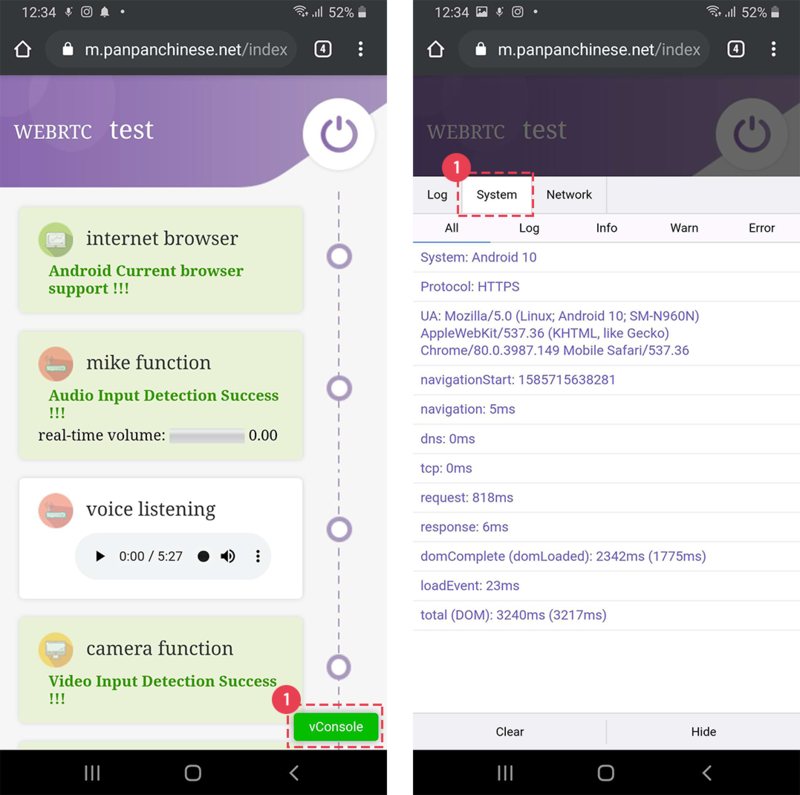 12:34
52%
m.panpanchinese.net/index
4
WEBRTC test
internet browser
Android Current browser
support !!!
mike function
Audio Input Detection Success
!!!
real-time volume: 0.00
voice listening
0:00 / 5:27
camera function
Video Input Detection Success
!!!
1
vConsole
12:34
52%
m.panpanchinese.net/index
4
WEBRTC test
1
Log System Network
All Log Info Warn Error
System: Android 10
Protocol: HTTPS
UA: Mozilla/5.0 (Linux; Android 10; SM-N960N)
AppleWebKit/537.36 (KHTML, like Gecko)
Chrome/80.0.3987.149 Mobile Safari/537.36
navigationStart: 1585715638281
navigation: 5ms
dns: 0ms
tcp: 0ms
request: 818ms
response: 6ms
domComplete (domLoaded): 2342ms (1775ms)
loadEvent: 23ms
total (DOM): 3240ms (3217ms)
Clear Hide